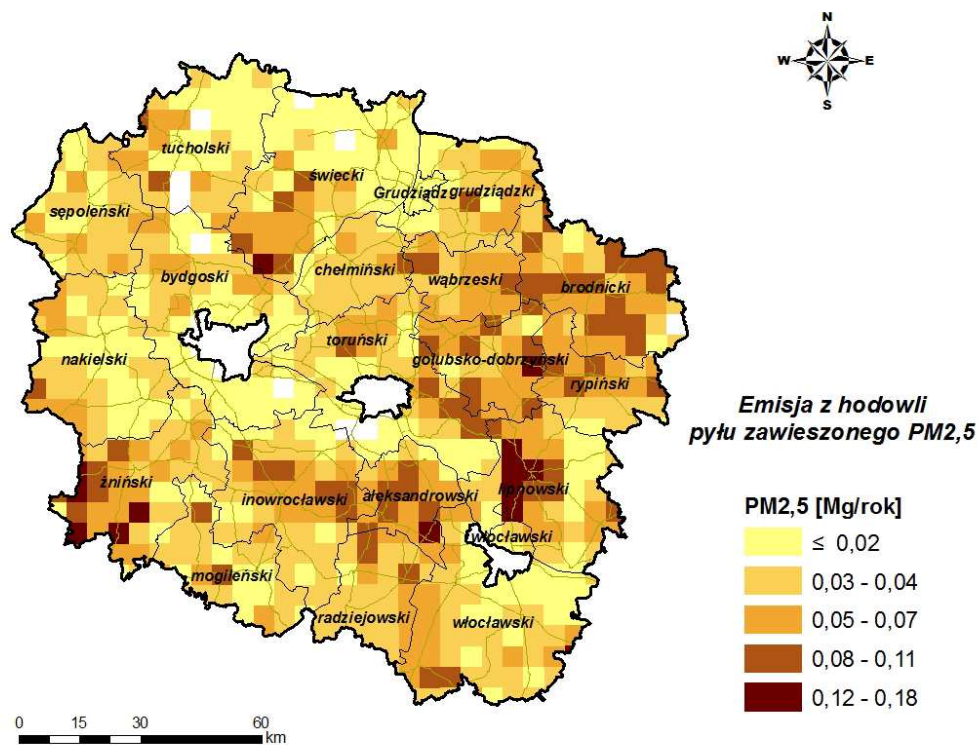 N
W E
S
tucholski
świecki
Grudziądz
grudziądzki
sępoleński
bydgoski
chełmiński
wąbrzeski
brodnicki
nakielski
toruński
golubsko-dobrzyński
rypiński
żniński
inowrocławski
aleksandrowski
lipnowski
włocławski
mogileński
radziejowski
włocławski
Emisja z hodowli
pyłu zawieszonego PM2,5
PM2,5 [Mg/rok]
≤ 0,02
0,03 - 0,04
0,05 - 0,07
0,08 - 0,11
0,12 - 0,18
0 15 30 60
km